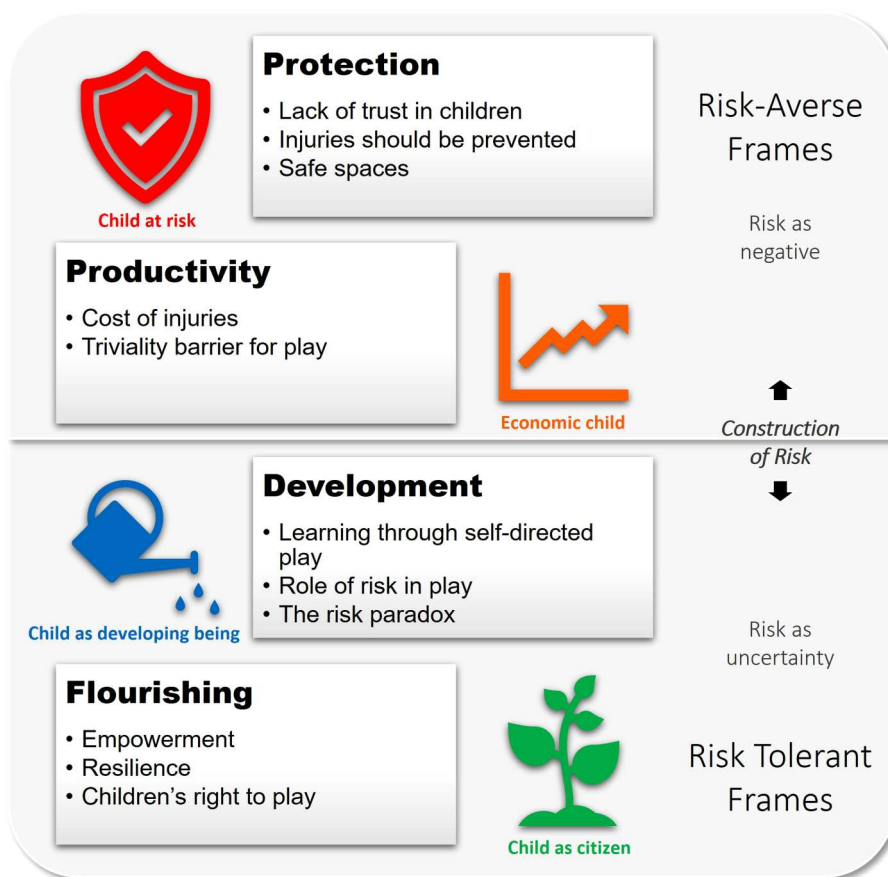 Protection
• Lack of trust in children
• Injuries should be prevented
• Safe spaces
Child at risk
Risk-Averse
Frames
Risk as
negative
Productivity
• Cost of injuries
• Triviality barrier for play
Economic child
Construction
of Risk
Development
• Learning through self-directed
play
• Role of risk in play
• The risk paradox
Child as developing being
Risk as
uncertainty
Flourishing
• Empowerment
• Resilience
• Children’s right to play
Child as citizen
Risk Tolerant
Frames